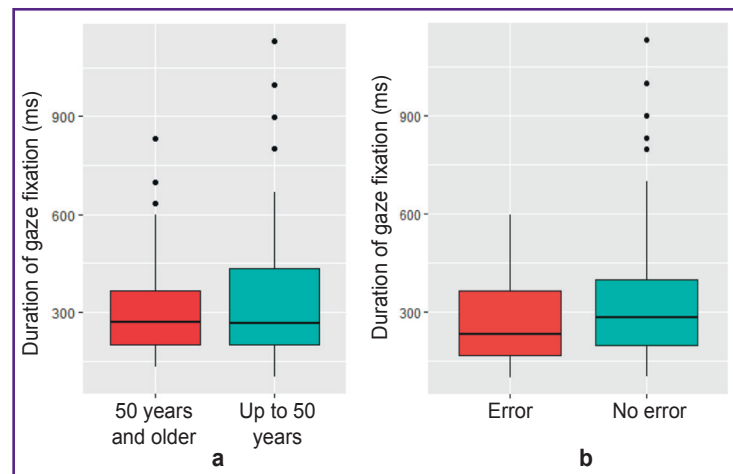 Duration of gaze fixation (ms)
900
600
300
50 years
and older
Up to 50
years
a
Duration of gaze fixation (ms)
900
600
300
Error
No error
b